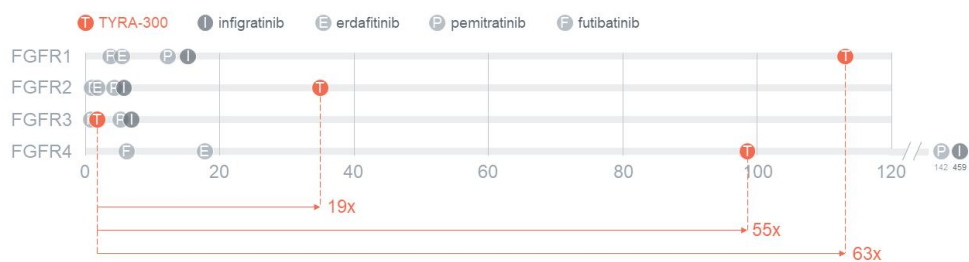 T TYRA-300 I infigratinib E erdafitinib P pemitratinib F futibatinib
FGFR1 F E P I T
FGFR2 E P I T
FGFR3 T P I
FGFR4 F E T P I
0 20 40 60 80 100 120 142 459
19x
55x
63x